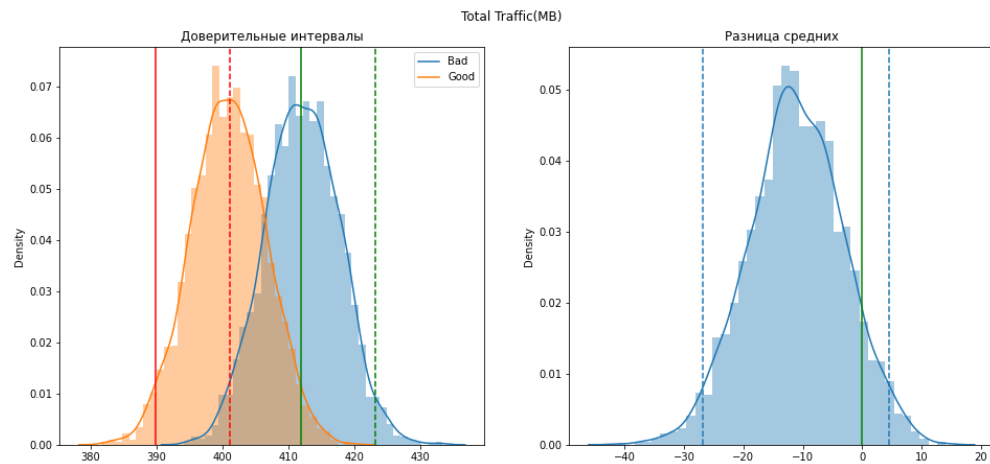 Total Traffic(MB)
Доверительные интервалы
Bad
Good
Density
0.07
0.06
0.05
0.04
0.03
0.02
0.01
0.00
380 390 400 410 420 430
Разница средних
Density
0.05
0.04
0.03
0.02
0.01
0.00
−40 −30 −20 −10 0 10 20